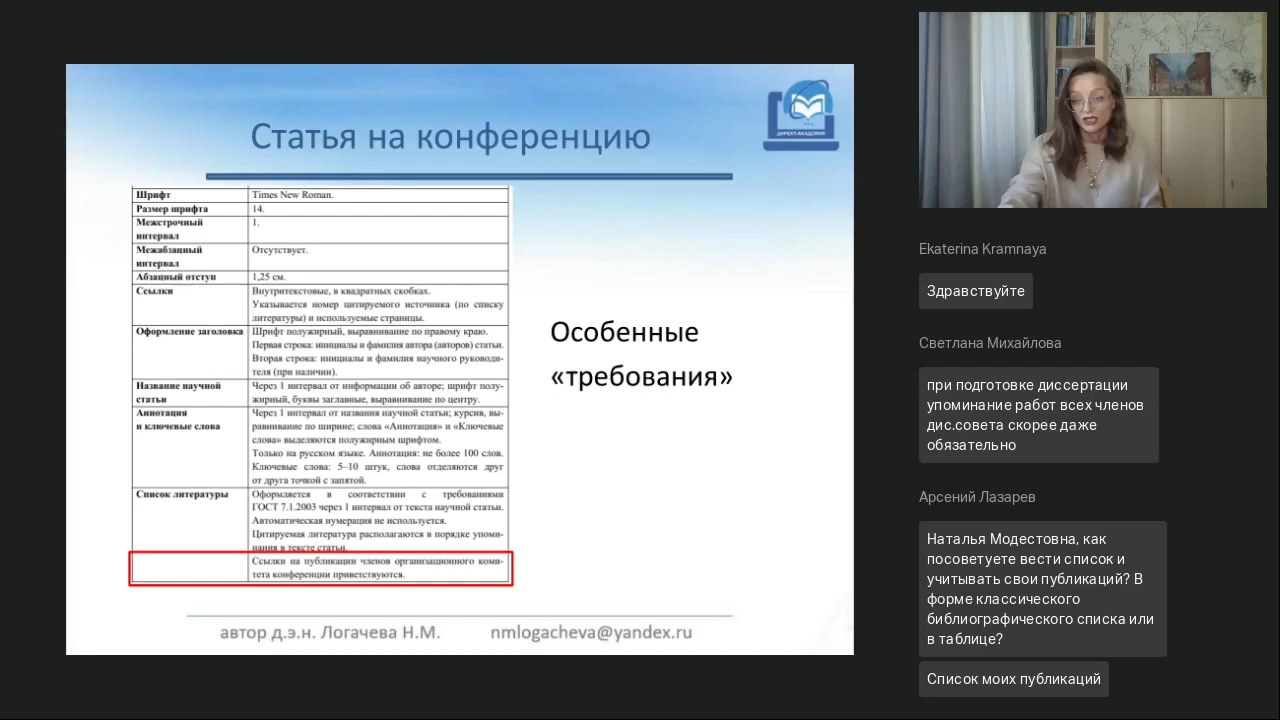 Статья на конференцию
ДИРЕКТ-АКАДЕМИЯ
Шрифт Times New Roman.
Размер шрифта 14.
Межстрочный интервал 1.
Межабзацный интервал Отсутствует.
Абзацный отступ 1,25 см.
Ссылки Внутритекстовые, в квадратных скобках.
Указывается номер цитируемого источника (по списку
литературы) и используемые страницы.
Оформление заголовка Шрифт полужирный, выравнивание по правому краю.
Первая строка: инициалы и фамилия автора (авторов) статьи.
Вторая строка: инициалы и фамилия научного руководи-
теля (при наличии).
Название научной Через 1 интервал от информации об авторе; шрифт полу-
статьи жирный, буквы заглавные, выравнивание по центру.
Аннотация Через 1 интервал от названия научной статьи; курсив, вы-
и ключевые слова равнивание по ширине; слова «Аннотация» и «Ключевые
слова» выделяются полужирным шрифтом.
Только на русском языке. Аннотация: не более 100 слов.
Ключевые слова: 5–10 штук, слова отделяются друг
от друга точкой с запятой.
Список литературы Оформляется в соответствии с требованиями
ГОСТ 7.1.2003 через 1 интервал от текста научной статьи.
Автоматическая нумерация не используется.
Цитируемая литература располагаются в порядке упоми-
нания в тексте статьи.
Ссылки на публикации членов организационного коми-
тета конференции приветствуются.
Особенные
«требования»
автор д.э.н. Логачева Н.М. nmlogacheva@yandex.ru
Ekaterina Kramnaya
Здравствуйте
Светлана Михайлова
при подготовке диссертации
упоминание работ всех членов
дис.совета скорее даже
обязательно
Арсений Лазарев
Наталья Модестовна, как
посоветуете вести список и
учитывать свои публикаций? В
форме классического
библиографического списка или
в таблице?
Список моих публикаций